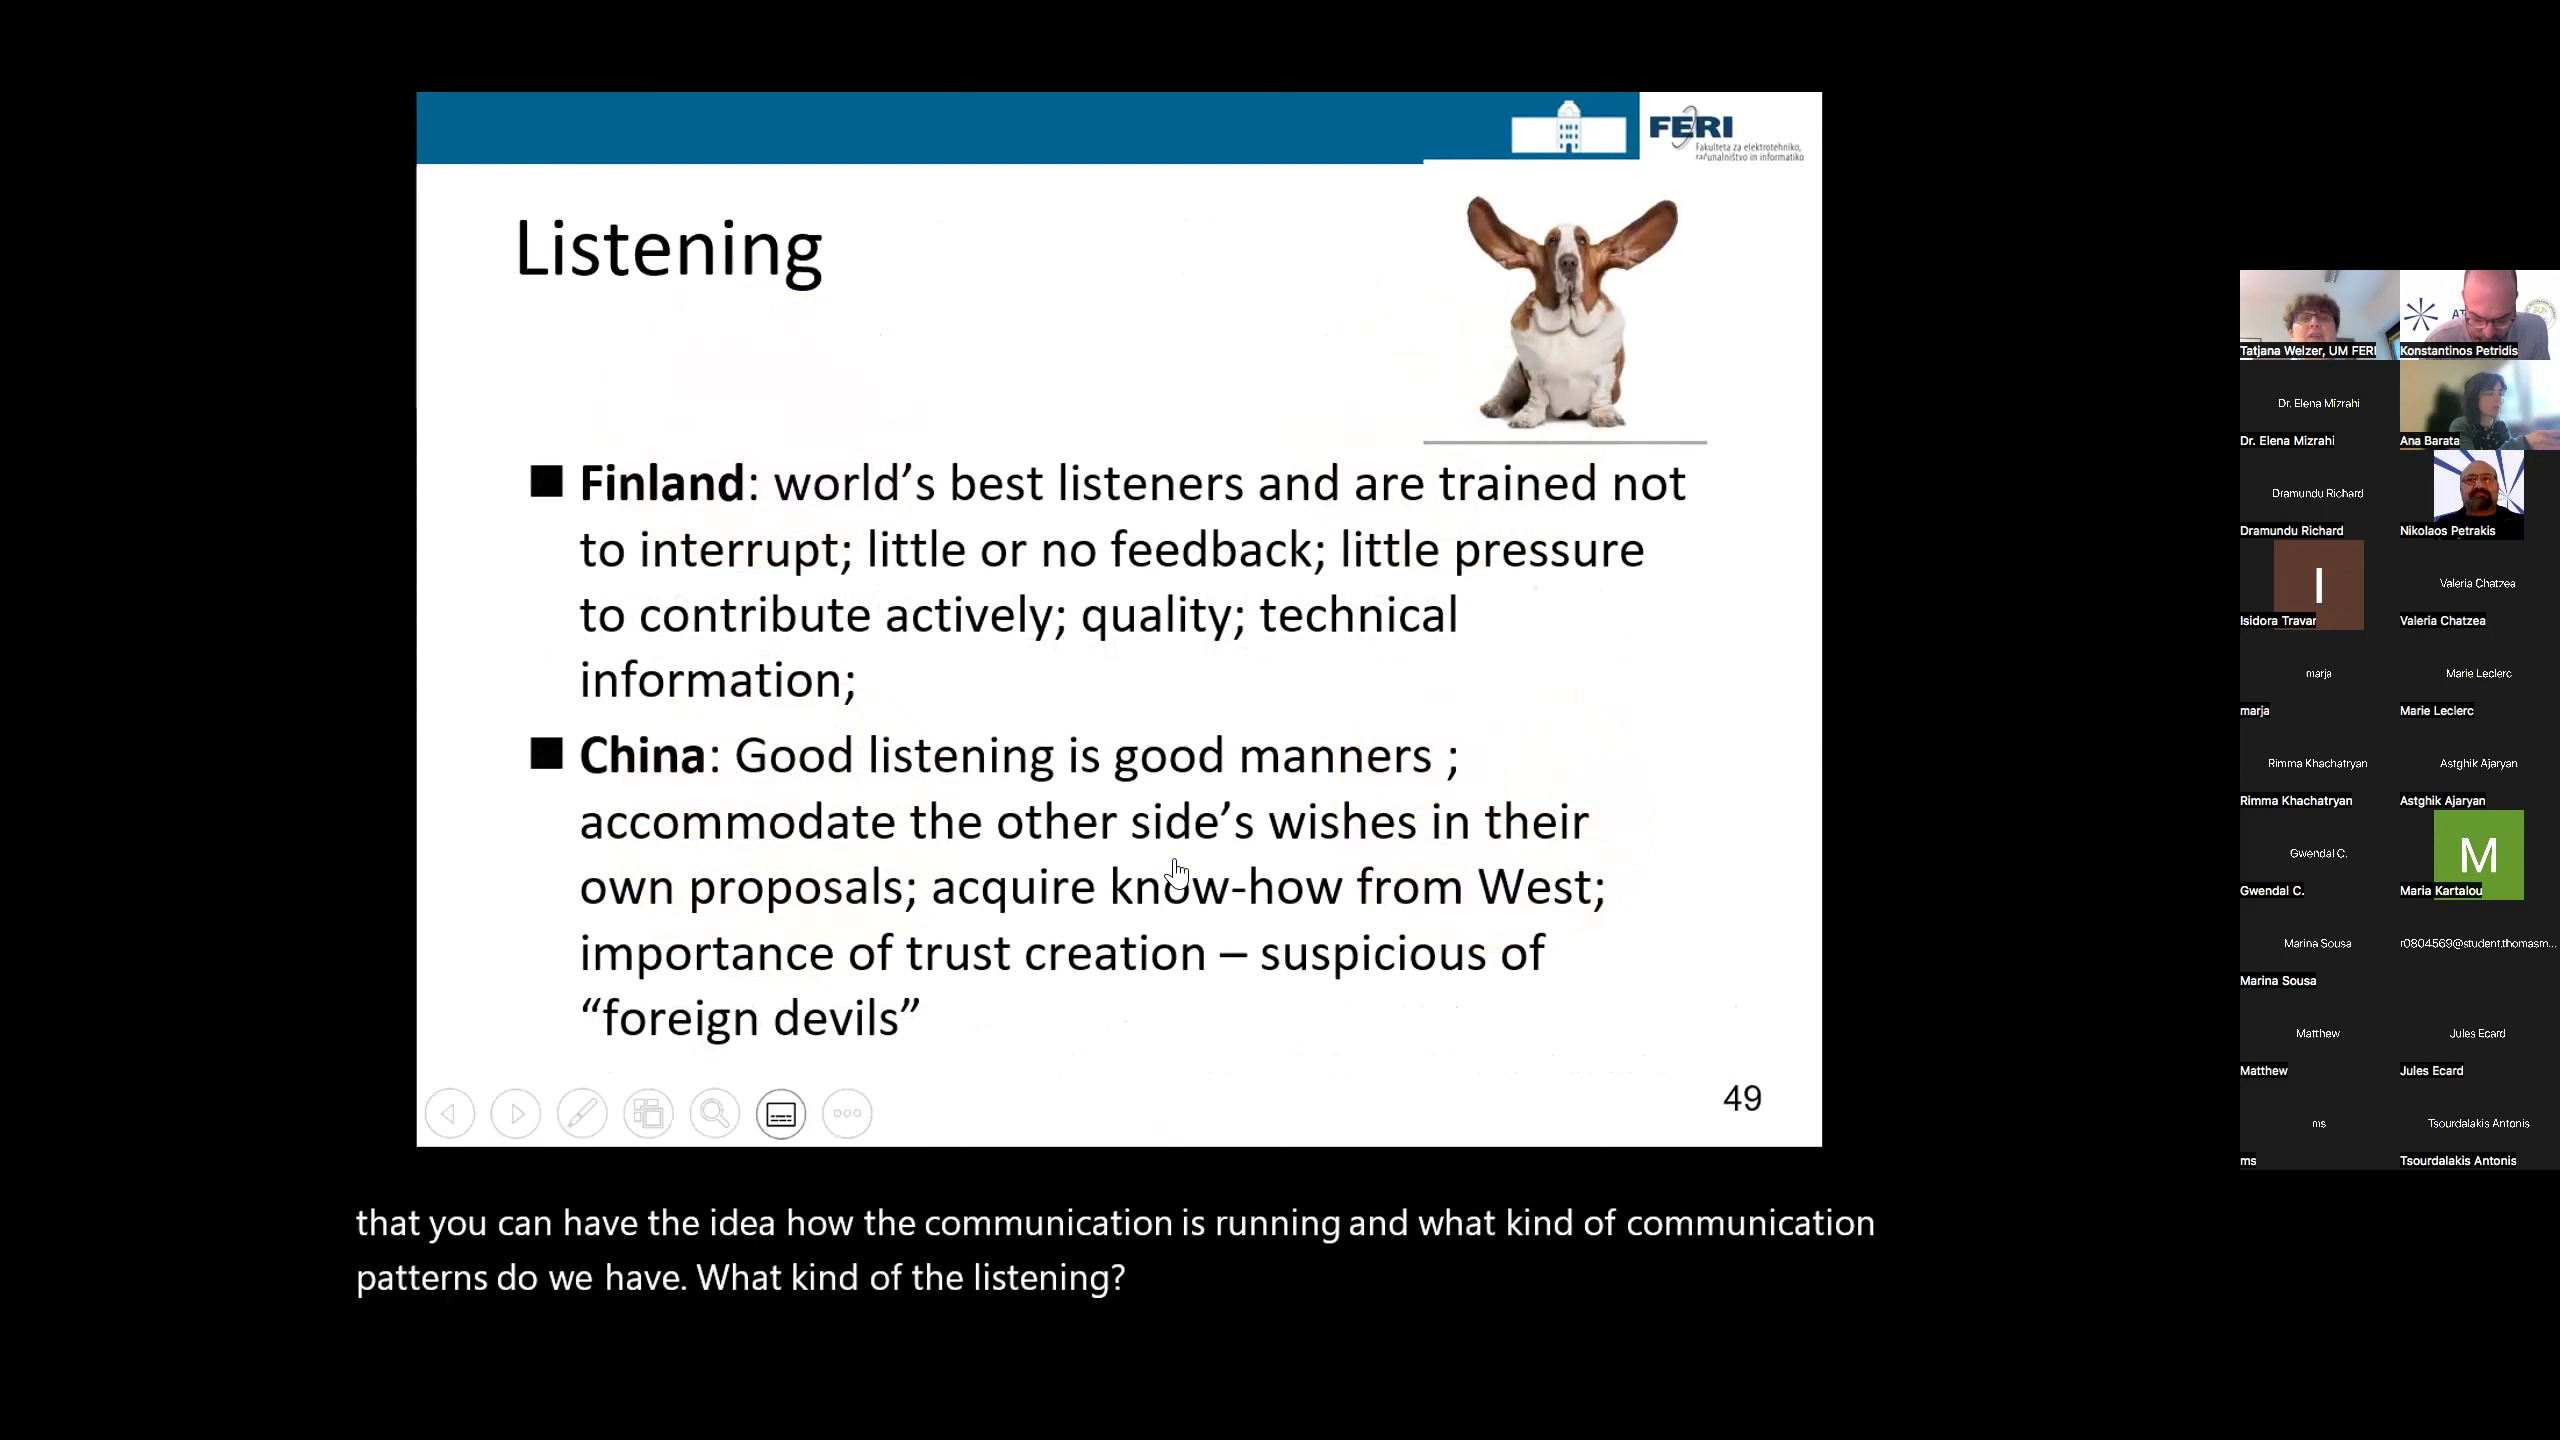 FERI
Fakulteta za elektrotehniko,
računalništvo in informatiko
Listening
Finland: world's best listeners and are trained not
to interrupt; little or no feedback; little pressure
to contribute actively; quality; technical
information;
China: Good listening is good manners ;
accommodate the other side's wishes in their
own proposals; acquire know-how from West;
importance of trust creation – suspicious of
“foreign devils”
49
that you can have the idea how the communication is running and what kind of communication
patterns do we have. What kind of the listening?
Tatjana Welzer, UM FERI
Konstantinos Petridis
Dr. Elena Mizrahi
Dr. Elena Mizrahi
Ana Barata
Dramundu Richard
Dramundu Richard
Nikolaos Petrakis
I
Isidora Travar
Valeria Chatzea
Valeria Chatzea
marja
marja
Marie Leclerc
Marie Leclerc
Rimma Khachatryan
Rimma Khachatryan
Astghik Ajaryan
Astghik Ajaryan
Gwendal C.
Gwendal C.
M
Maria Kartalou
Marina Sousa
Marina Sousa
r0804569@student.thomasm...
Matthew
Matthew
Jules Ecard
Jules Ecard
ms
ms
Tsourdalakis Antonis
Tsourdalakis Antonis